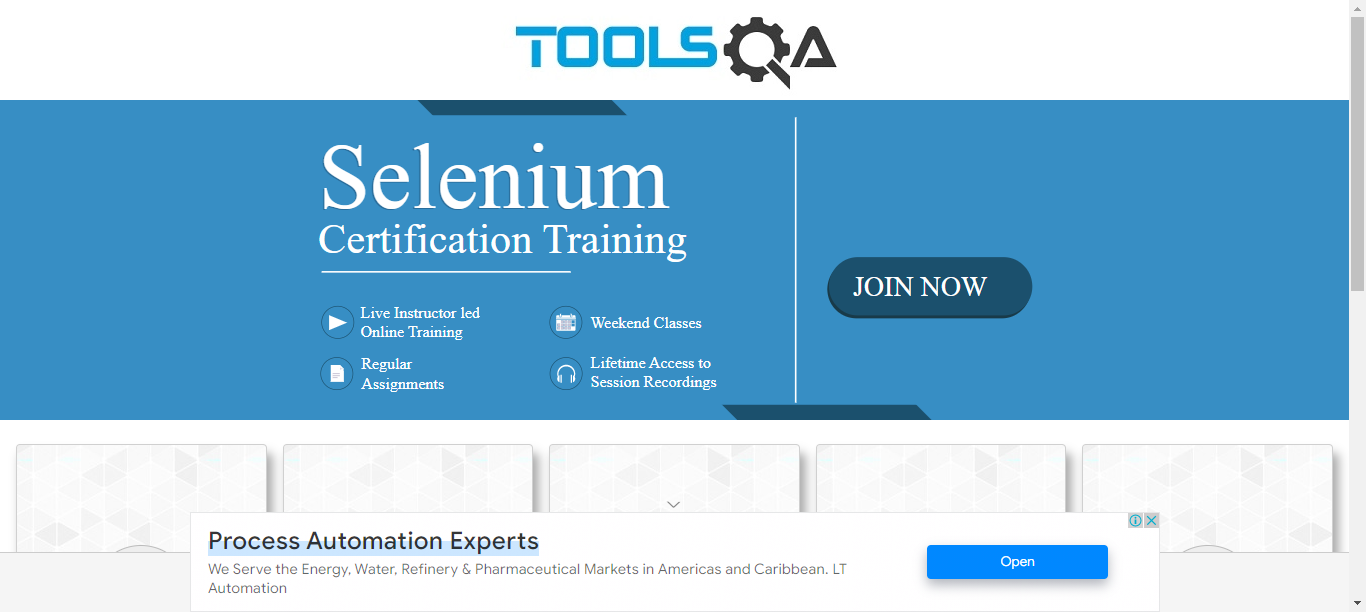 TOOLSQA
Selenium
Certification Training
Live Instructor led
Online Training
Weekend Classes
Regular
Assignments
Lifetime Access to
Session Recordings
JOIN NOW
Process Automation Experts
We Serve the Energy, Water, Refinery & Pharmaceutical Markets in Americas and Caribbean. LT
Automation
Open